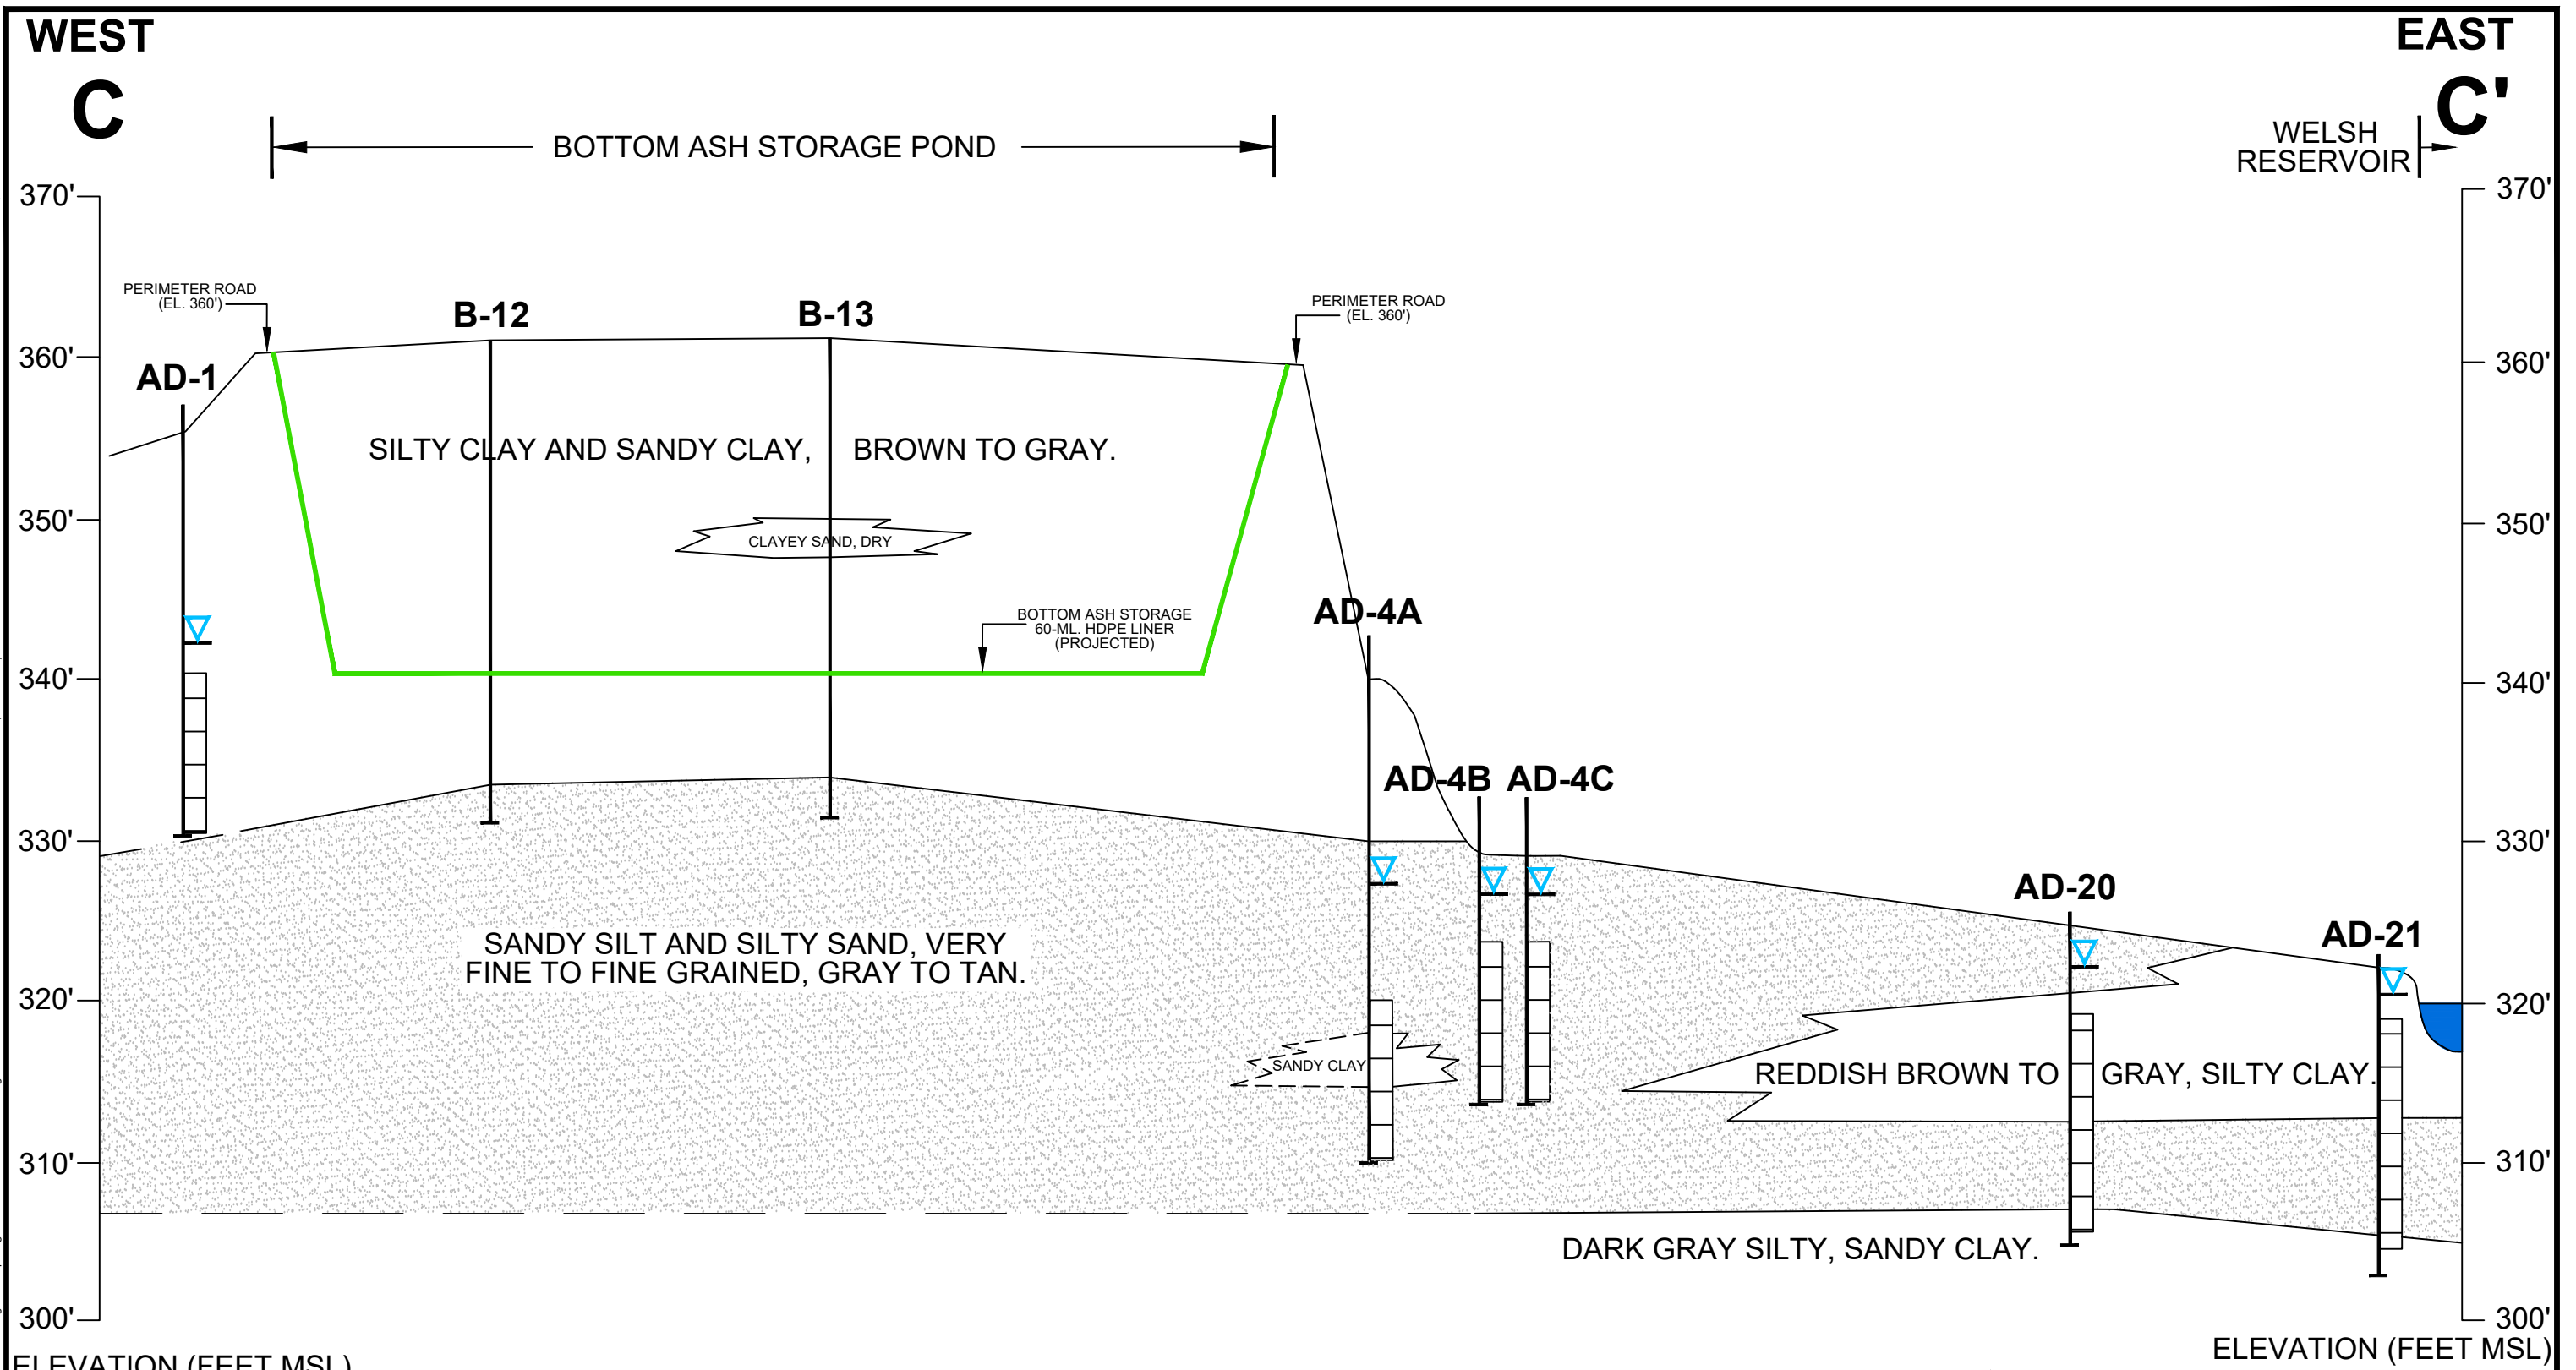 WEST
EAST
C
C'
BOTTOM ASH STORAGE POND
WELSH
RESERVOIR
370'
370'
PERIMETER ROAD
(EL. 360')
B-12
B-13
PERIMETER ROAD
(EL. 360')
360'
360'
AD-1
SILTY CLAY AND SANDY CLAY, BROWN TO GRAY.
350'
350'
CLAYEY SAND, DRY
BOTTOM ASH STORAGE
60-ML. HDPE LINER
(PROJECTED)
AD-4A
340'
340'
AD-4B AD-4C
330'
330'
AD-20
AD-21
SANDY SILT AND SILTY SAND, VERY
FINE TO FINE GRAINED, GRAY TO TAN.
320'
320'
SANDY CLAY
REDDISH BROWN TO GRAY, SILTY CLAY.
310'
310'
DARK GRAY SILTY, SANDY CLAY.
300'
300'
ELEVATION (FEET MSL)
ELEVATION (FEET MSL)